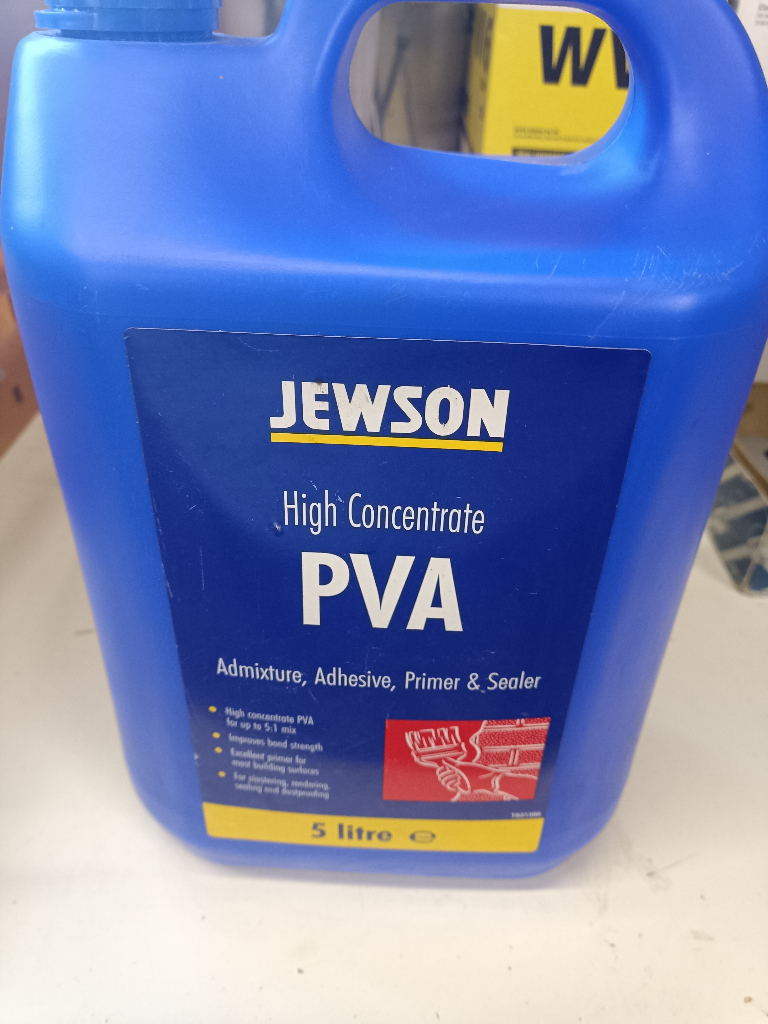 WV
JEWSON
High Concentrate
PVA
Admixture, Adhesive, Primer & Sealer
High concentrate PVA
for up to 5:1 mix
Improves bond strength
Excellent primer for
most building surfaces
For plastering, rendering,
sealing and dustproofing
5 litre ℮